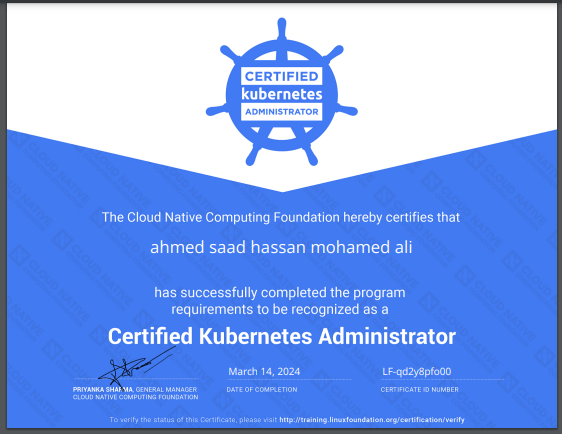 CERTIFIED
kubernetes
ADMINISTRATOR
The Cloud Native Computing Foundation hereby certifies that
ahmed saad hassan mohamed ali
has successfully completed the program
requirements to be recognized as a
Certified Kubernetes Administrator
March 14, 2024
LF-qd2y8pfo00
PRIYANKA SHARMA, GENERAL MANAGER
CLOUD NATIVE COMPUTING FOUNDATION
DATE OF COMPLETION
CERTIFICATE ID NUMBER
To verify the status of this Certificate, please visit http://training.linuxfoundation.org/certification/verify